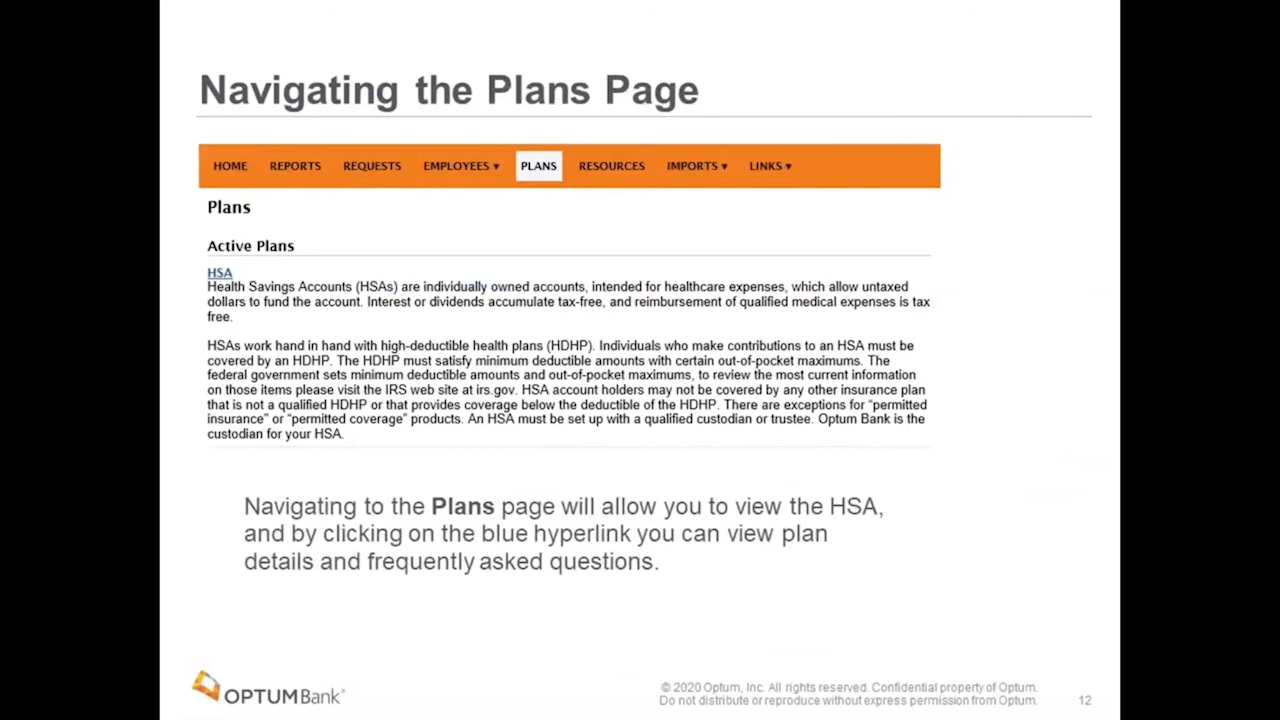 Navigating the Plans Page
HOME REPORTS REQUESTS EMPLOYEES ▾ PLANS RESOURCES IMPORTS ▾ LINKS ▾
Plans
Active Plans
HSA
Health Savings Accounts (HSAs) are individually owned accounts, intended for healthcare expenses, which allow untaxed
dollars to fund the account. Interest or dividends accumulate tax-free, and reimbursement of qualified medical expenses is tax
free.
HSAs work hand in hand with high-deductible health plans (HDHP). Individuals who make contributions to an HSA must be
covered by an HDHP. The HDHP must satisfy minimum deductible amounts with certain out-of-pocket maximums. The
federal government sets minimum deductible amounts and out-of-pocket maximums, to review the most current information
on those items please visit the IRS web site at irs.gov. HSA account holders may not be covered by any other insurance plan
that is not a qualified HDHP or that provides coverage below the deductible of the HDHP. There are exceptions for “permitted
insurance” or “permitted coverage” products. An HSA must be set up with a qualified custodian or trustee. Optum Bank is the
custodian for your HSA.
Navigating to the Plans page will allow you to view the HSA,
and by clicking on the blue hyperlink you can view plan
details and frequently asked questions.
OPTUMBank®
© 2020 Optum, Inc. All rights reserved. Confidential property of Optum.
Do not distribute or reproduce without express permission from Optum.
12